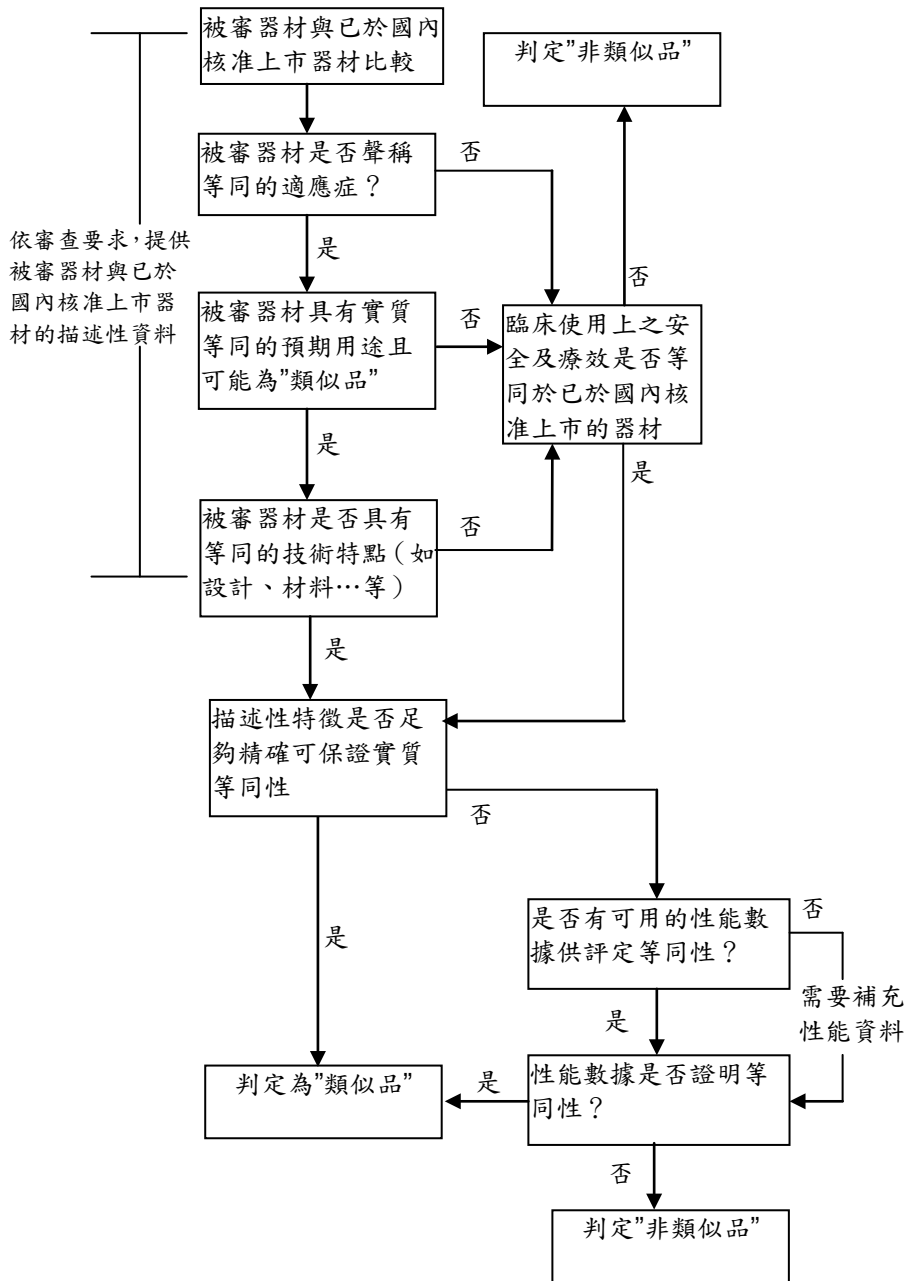 被審器材與已於國內
核准上市器材比較
判定”非類似品”
被審器材是否聲稱
等同的適應症？
否
是
否
依審查要求，提供
被審器材與已於
國內核准上市器
材的描述性資料
被審器材具有實質
等同的預期用途且
可能為”類似品”
否
臨床使用上之安
全及療效是否等
同於已於國內核
准上市的器材
是
是
被審器材是否具有
等同的技術特點（如
設計、材料…等）
否
是
描述性特徵是否足
夠精確可保證實質
等同性
否
是
是否有可用的性能數
據供評定等同性？
否
需要補充
性能資料
是
判定為”類似品”
是
性能數據是否證明等
同性？
否
判定”非類似品”